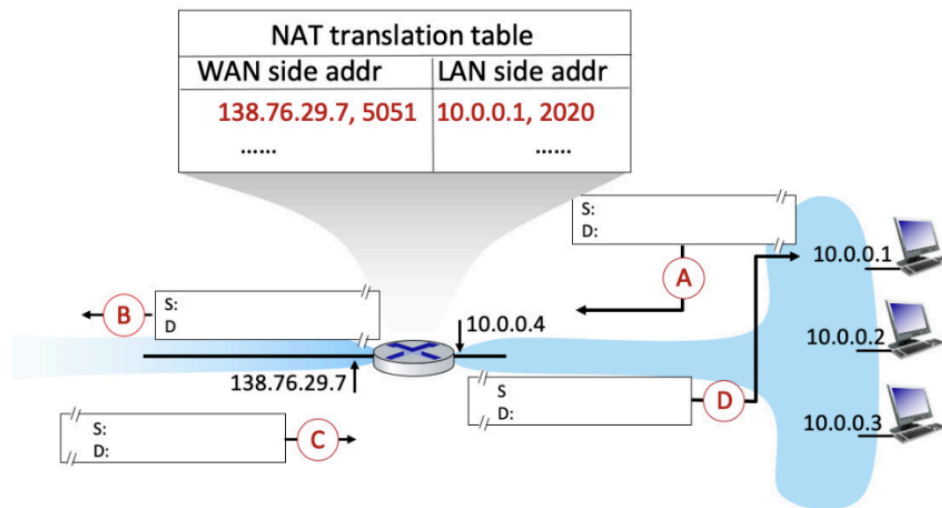 NAT translation table
WAN side addr LAN side addr
138.76.29.7, 5051 10.0.0.1, 2020
...... ......
S:
D:
10.0.0.1
A
B
S:
D
10.0.0.4
10.0.0.2
138.76.29.7
S
D:
D
S:
D:
C
10.0.0.3